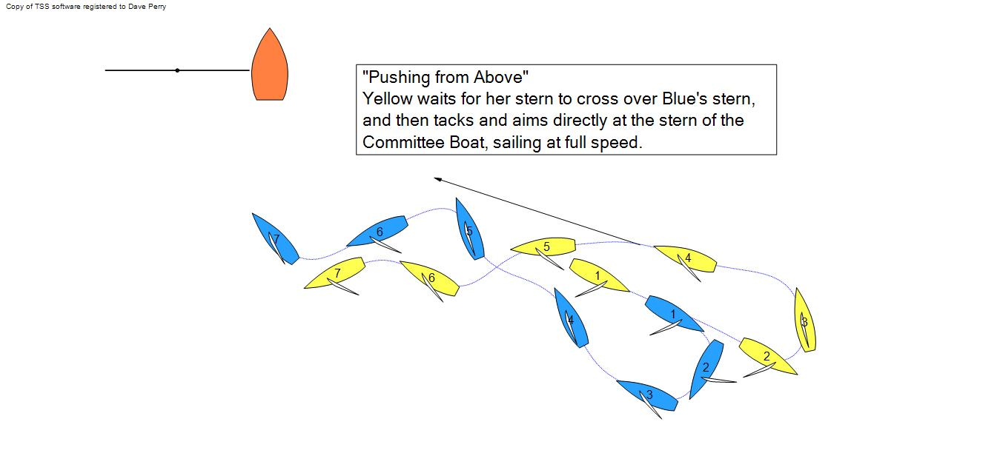 Copy of TSS software registered to Dave Perry
"Pushing from Above"
Yellow waits for her stern to cross over Blue's stern,
and then tacks and aims directly at the stern of the
Committee Boat, sailing at full speed.
5
6
7
5
4
1
7
6
4
1
3
2
2
3